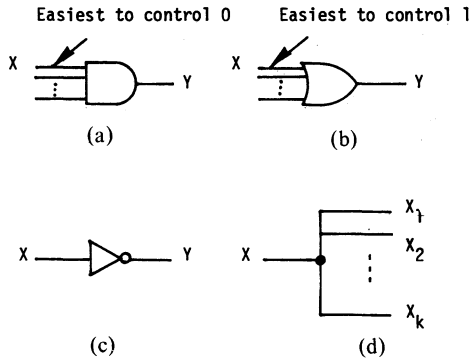 Easiest to control 0
Easiest to control 1
X
Y
(a)
X
Y
(b)
X
Y
(c)
X
X1
X2
Xk
(d)